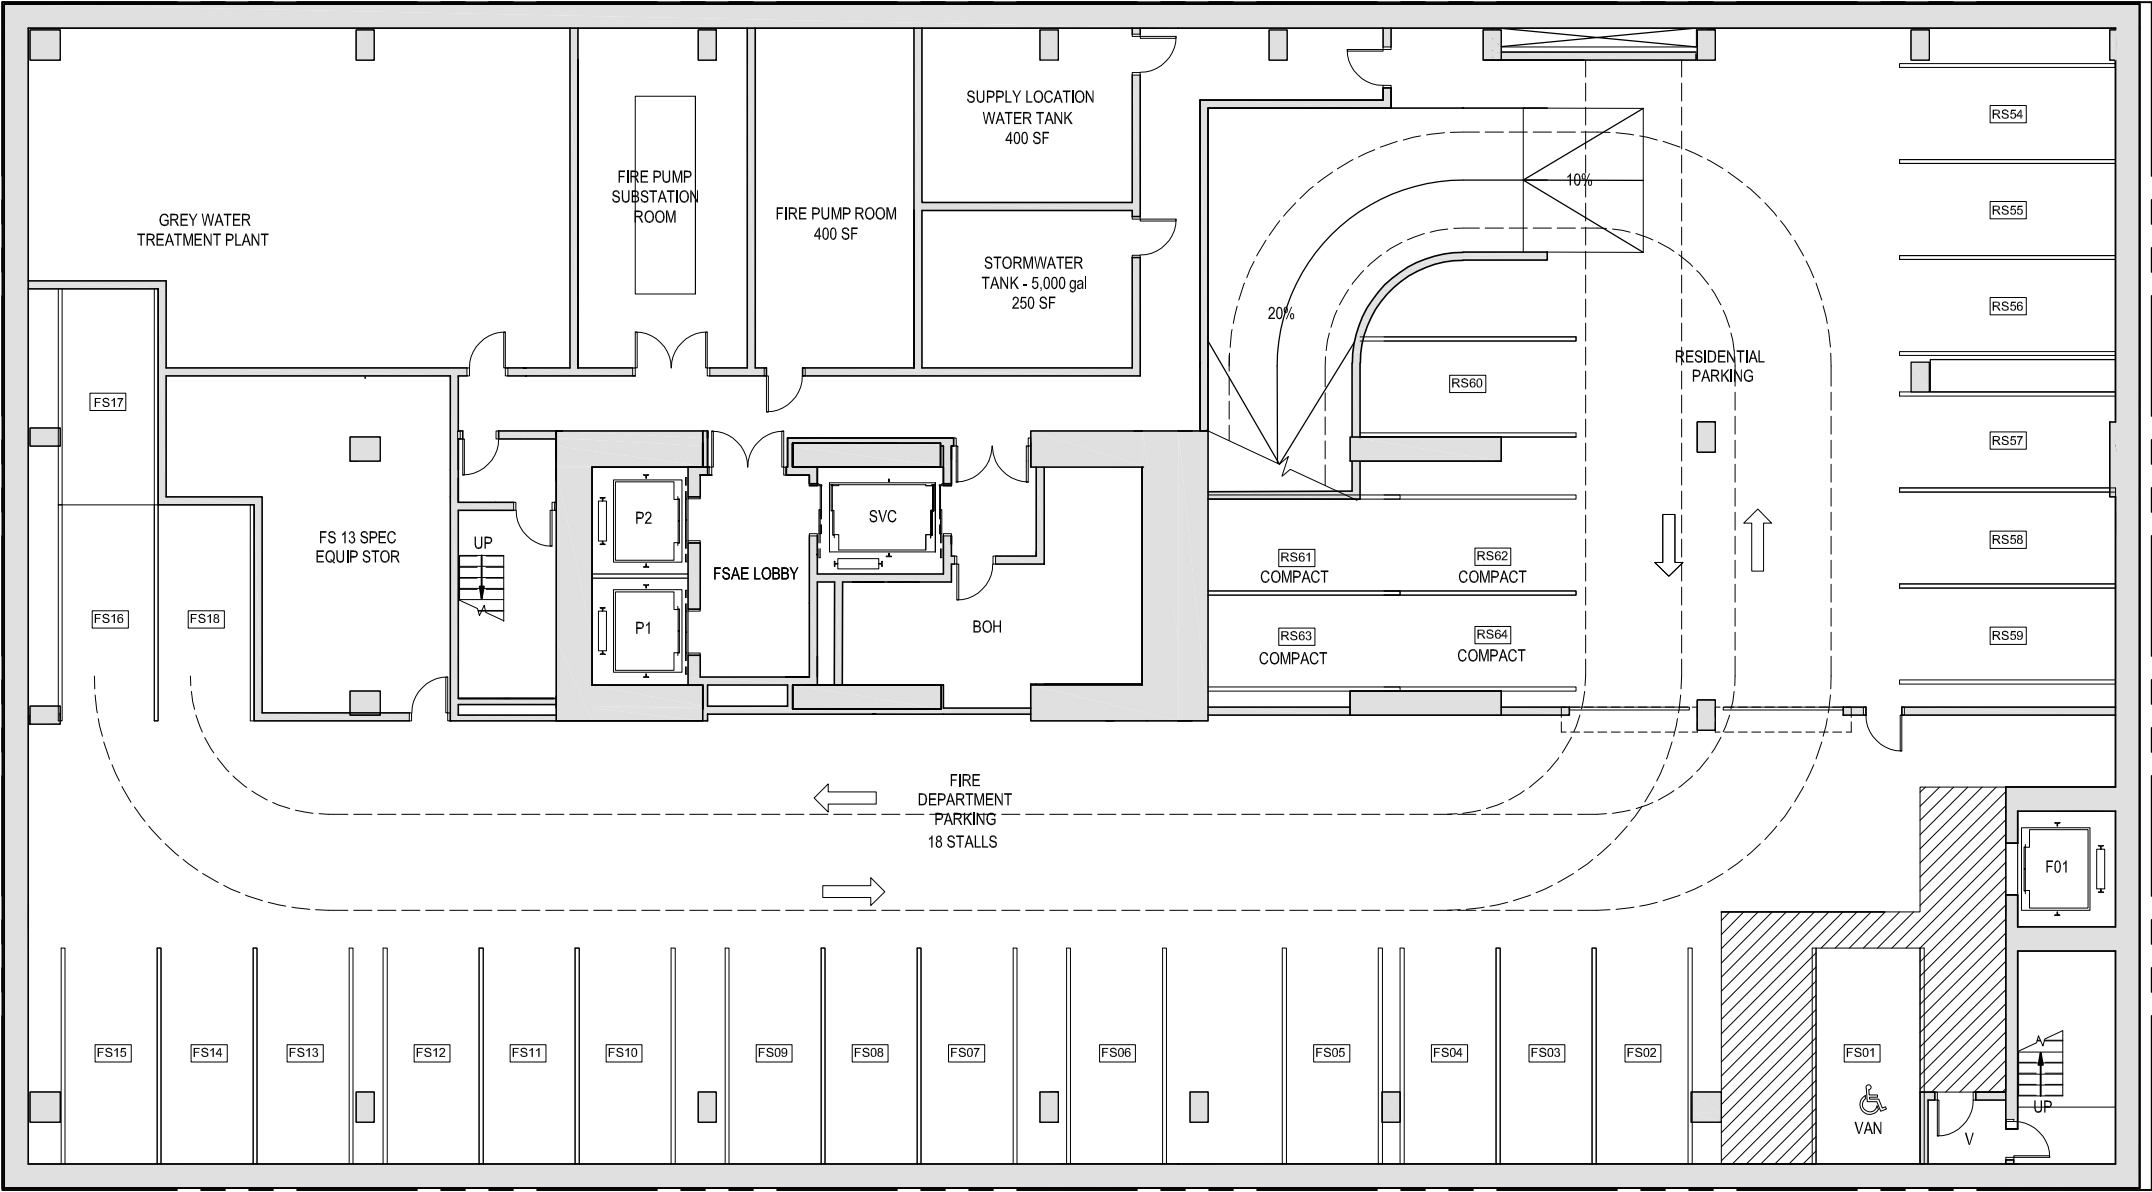 SUPPLY LOCATION
WATER TANK
400 SF
RS54
FIRE PUMP
SUBSTATION
ROOM
10%
GREY WATER
TREATMENT PLANT
FIRE PUMP ROOM
400 SF
RS55
STORMWATER
TANK - 5,000 gal
250 SF
20%
RS56
RESIDENTIAL
PARKING
RS60
FS17
RS57
P2
SVC
FS 13 SPEC
EQUIP STOR
UP
RS58
RS61
COMPACT
RS62
COMPACT
FSAE LOBBY
FS16
FS18
P1
BOH
RS63
COMPACT
RS64
COMPACT
RS59
FIRE
DEPARTMENT
PARKING
18 STALLS
F01
FS15
FS14
FS13
FS12
FS11
FS10
FS09
FS08
FS07
FS06
FS05
FS04
FS03
FS02
FS01
VAN
V
UP